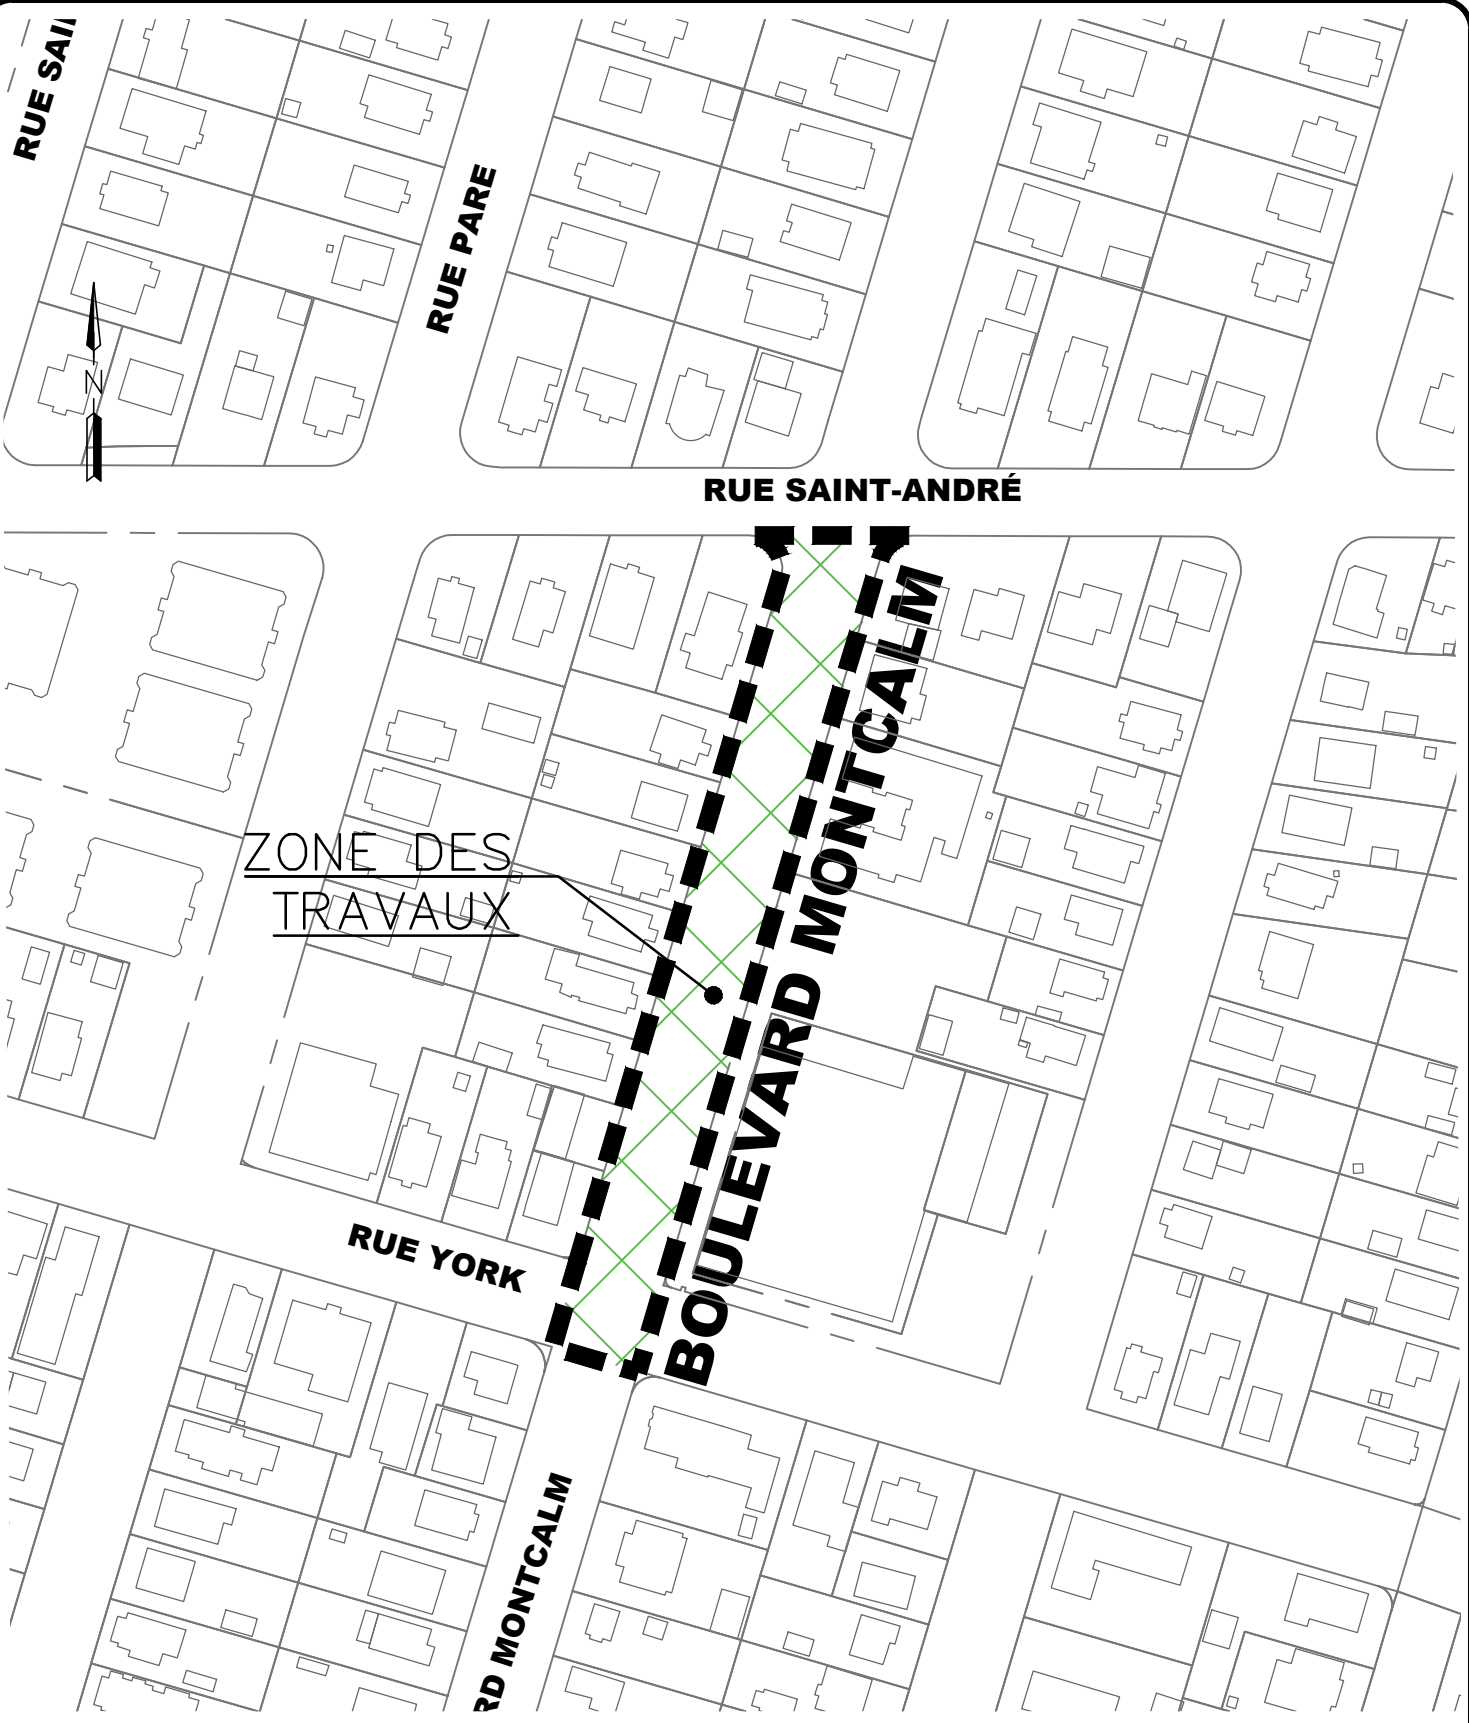 RUE SAI
RUE PARE
N
RUE SAINT-ANDRÉ
BOULEVARD MONTCALM
ZONE DES
TRAVAUX
RUE YORK
RD MONTCALM